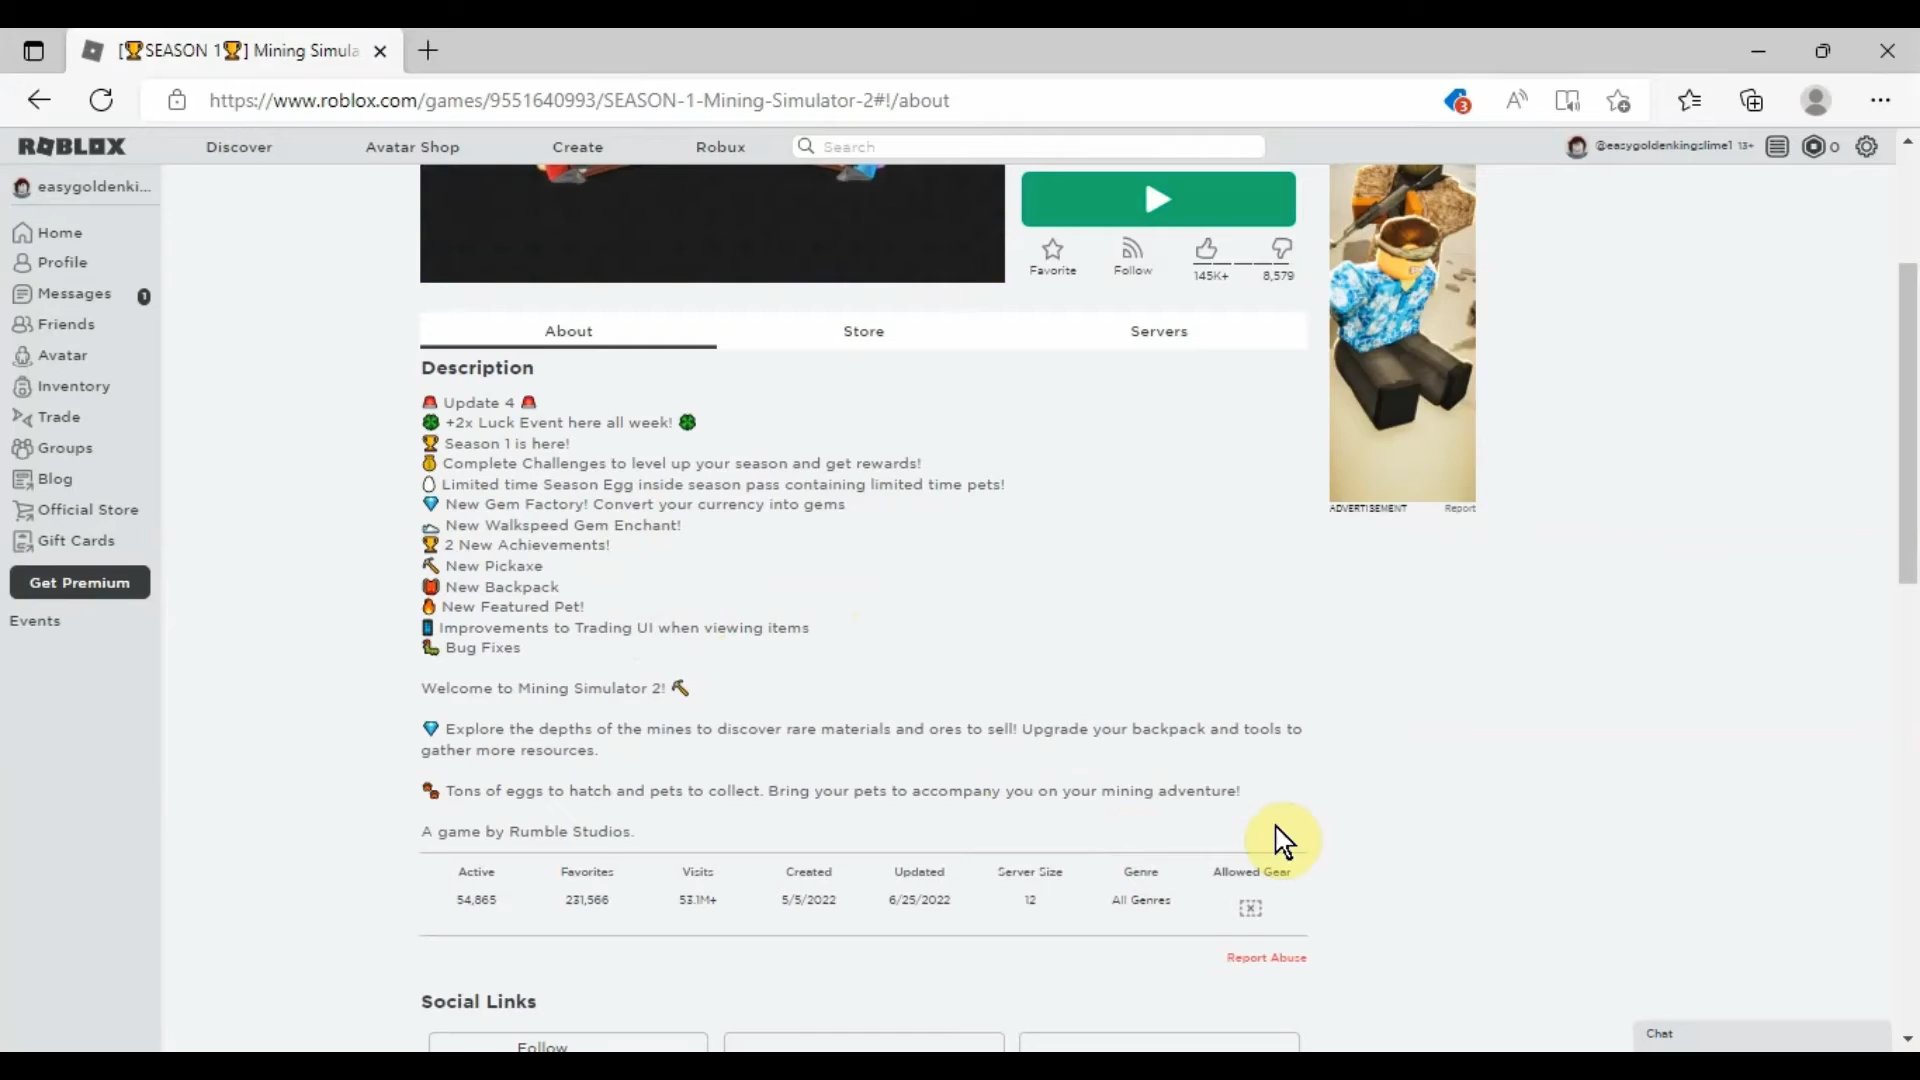 [🏆SEASON 1🏆] Mining Simula
https://www.roblox.com/games/9551640993/SEASON-1-Mining-Simulator-2#!/about
3
ROBLOX
Discover
Avatar Shop
Create
Robux
Search
@easygoldenkingslime1 13+
0
easygoldenki...
Home
Profile
Messages
1
Friends
Avatar
Inventory
Trade
Groups
Blog
Official Store
Gift Cards
Get Premium
Events
Favorite
Follow
145K+
8,579
About
Store
Servers
Description
🚨 Update 4 🚨
🍀 +2x Luck Event here all week! 🍀
🏆 Season 1 is here!
💰 Complete Challenges to level up your season and get rewards!
🥚 Limited time Season Egg inside season pass containing limited time pets!
💎 New Gem Factory! Convert your currency into gems
👟 New Walkspeed Gem Enchant!
🏆 2 New Achievements!
⛏️ New Pickaxe
🎒 New Backpack
🔥 New Featured Pet!
📱 Improvements to Trading UI when viewing items
🐛 Bug Fixes
Welcome to Mining Simulator 2! ⛏️
💎 Explore the depths of the mines to discover rare materials and ores to sell! Upgrade your backpack and tools to
gather more resources.
🐾 Tons of eggs to hatch and pets to collect. Bring your pets to accompany you on your mining adventure!
A game by Rumble Studios.
Active
Favorites
Visits
Created
Updated
Server Size
Genre
Allowed Gear
54,865
231,566
53.1M+
5/5/2022
6/25/2022
12
All Genres
Report Abuse
Social Links
Follow
ADVERTISEMENT
Report
Chat